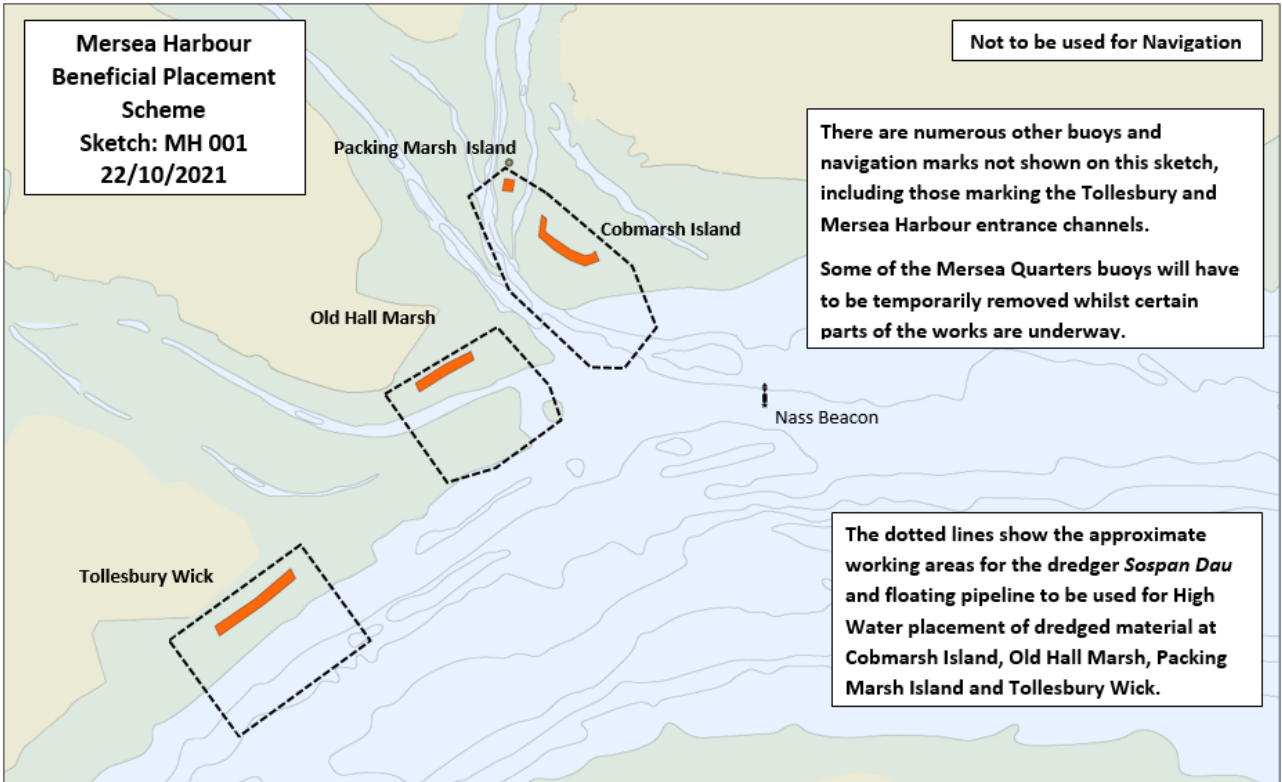 Mersea Harbour
Beneficial Placement
Scheme
Sketch: MH 001
22/10/2021
Not to be used for Navigation
There are numerous other buoys and
navigation marks not shown on this sketch,
including those marking the Tollesbury and
Mersea Harbour entrance channels.
Some of the Mersea Quarters buoys will have
to be temporarily removed whilst certain
parts of the works are underway.
Packing Marsh Island
Cobmarsh Island
Old Hall Marsh
Nass Beacon
Tollesbury Wick
The dotted lines show the approximate
working areas for the dredger Sospan Dau
and floating pipeline to be used for High
Water placement of dredged material at
Cobmarsh Island, Old Hall Marsh, Packing
Marsh Island and Tollesbury Wick.